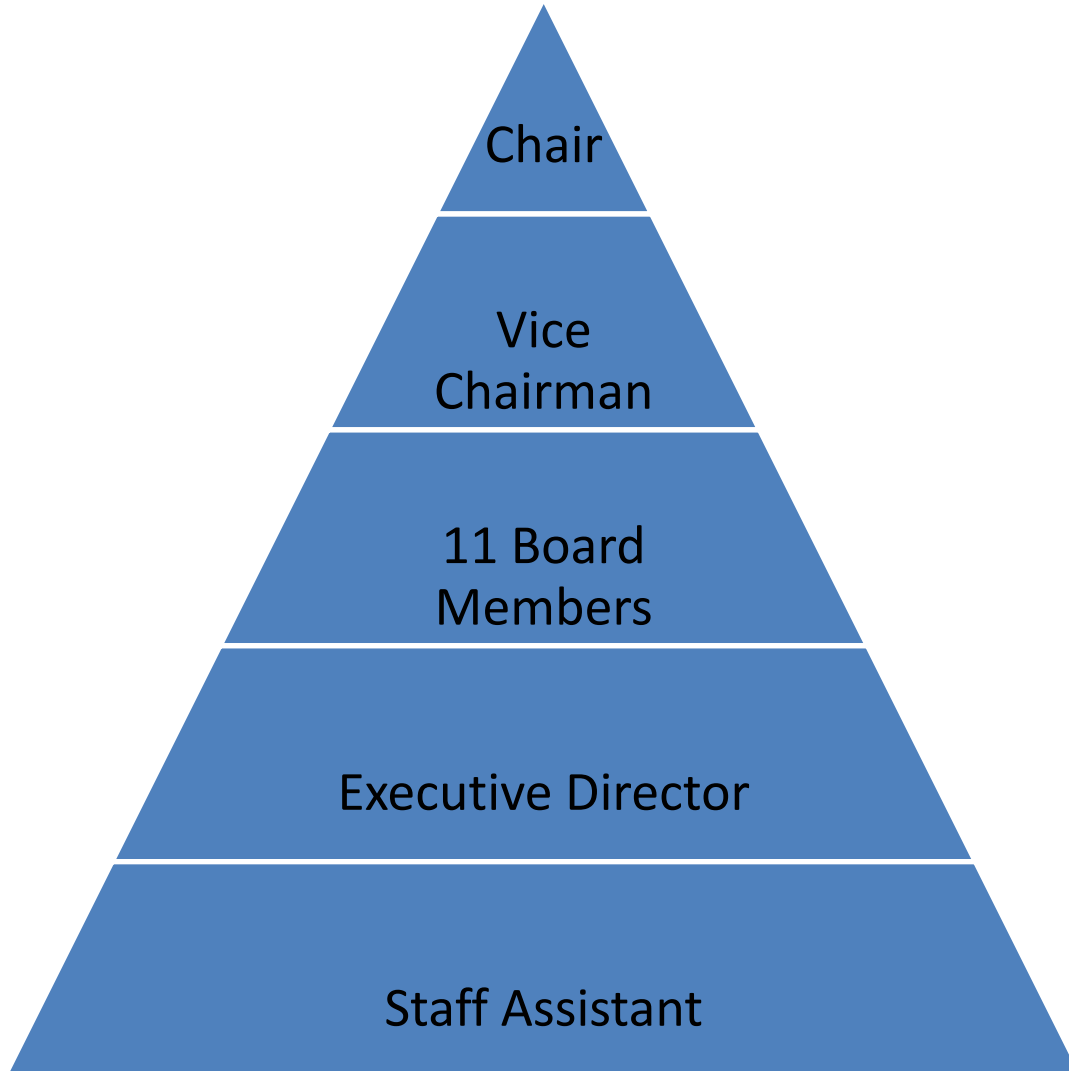 Chair
Vice
Chairman
11 Board
Members
Executive Director
Staff Assistant